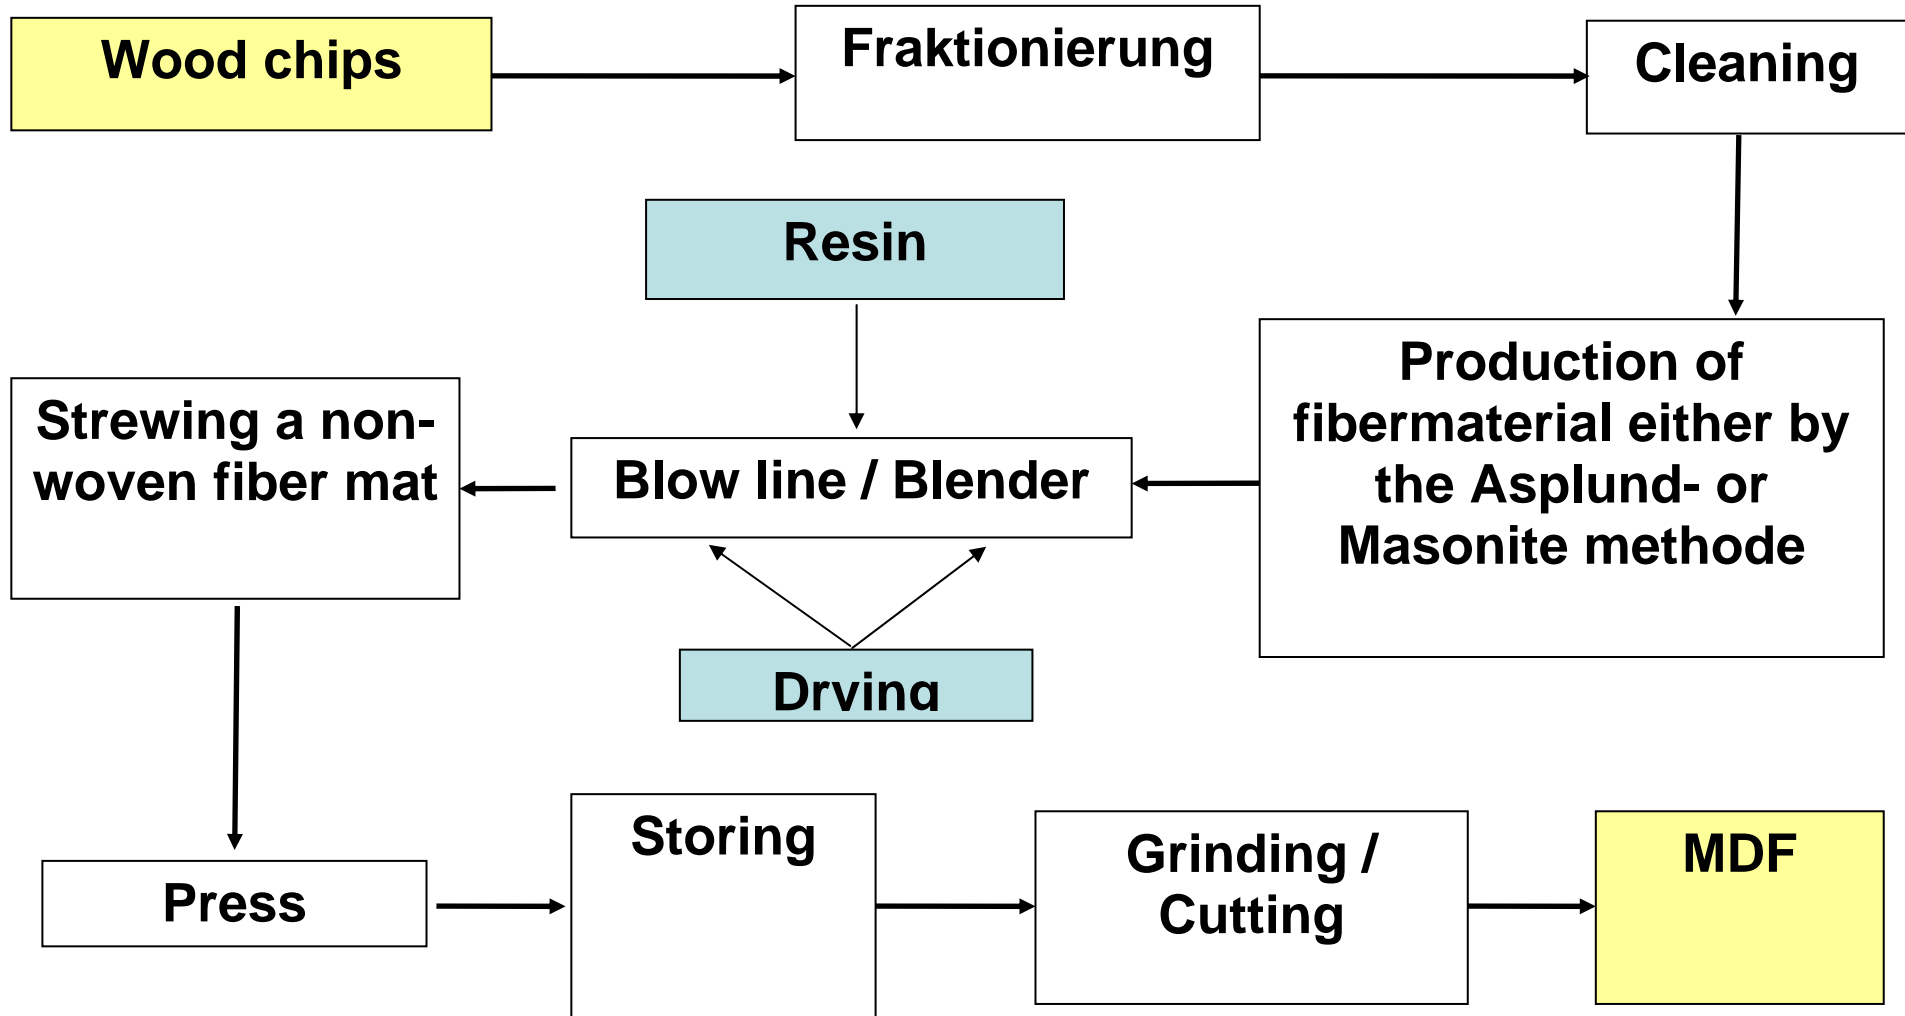 Wood chips
Fraktionierung
Cleaning
Resin
Production of
fibermaterial either by
the Asplund- or
Masonite methode
Strewing a non-
woven fiber mat
Blow line / Blender
Drying
Storing
Grinding /
Cutting
MDF
Press